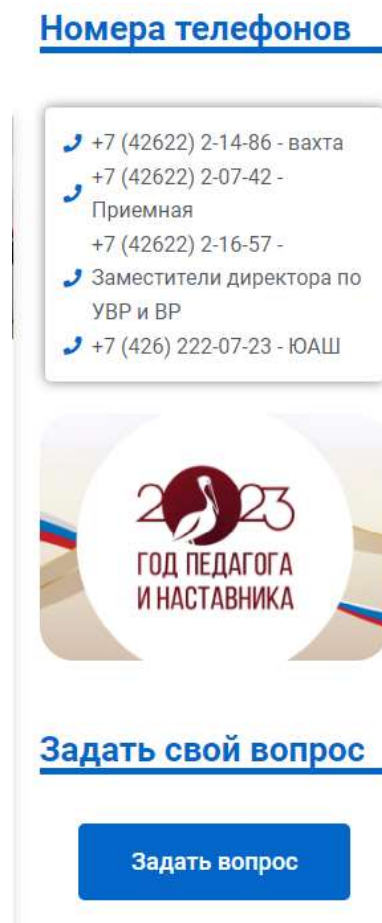 Номера телефонов
+7 (42622) 2-14-86 - вахта
+7 (42622) 2-07-42 -
Приемная
+7 (42622) 2-16-57 -
Заместители директора по
УВР и ВР
+7 (426) 222-07-23 - ЮАШ
2023
ГОД ПЕДАГОГА
И НАСТАВНИКА
Задать свой вопрос
Задать вопрос